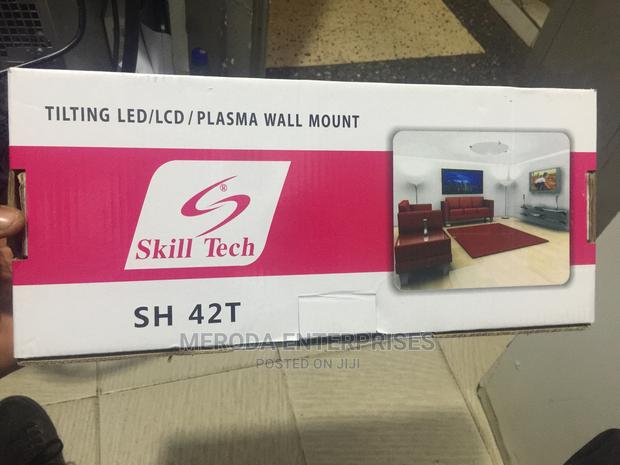 TILTING LED/LCD / PLASMA WALL MOUNT
®
Skill Tech
SH 42T
MERODA ENTERPRISES
POSTED ON JIJI